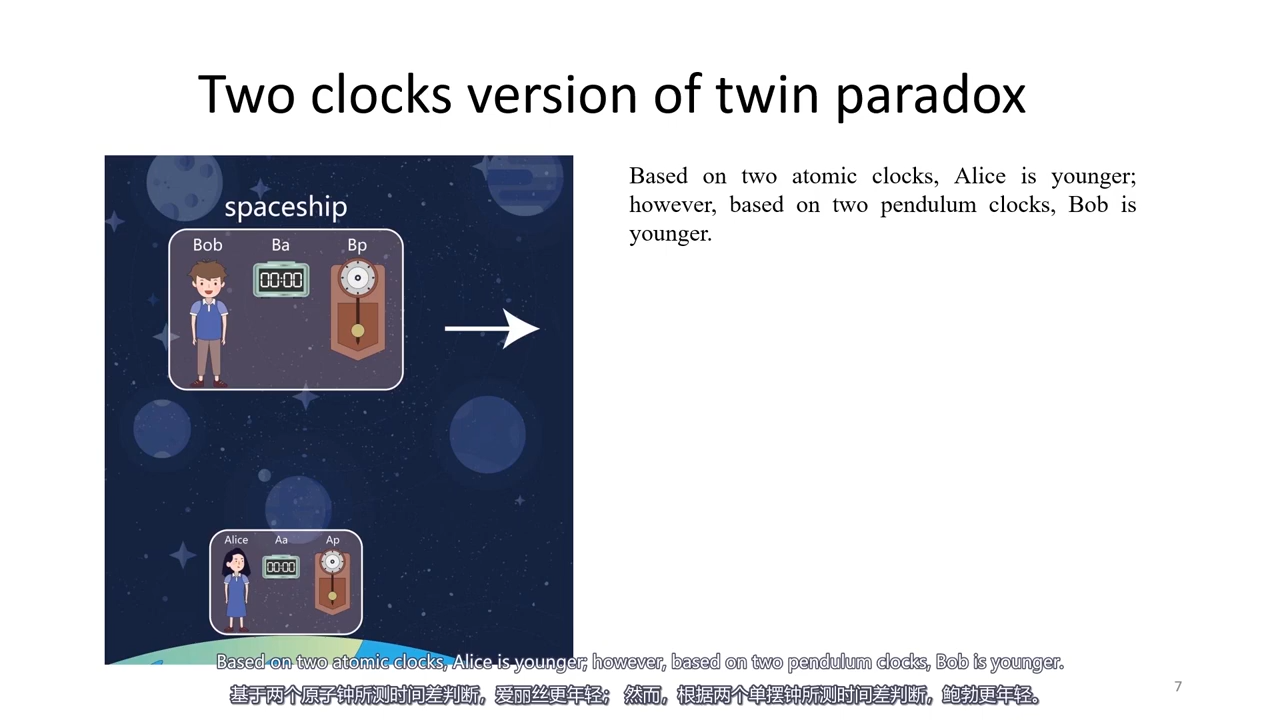 Two clocks version of twin paradox
spaceship
Bob Ba Bp
00:00
Alice Aa Ap
00:00
Based on two atomic clocks, Alice is younger;
however, based on two pendulum clocks, Bob is
younger.
Based on two atomic clocks, Alice is younger; however, based on two pendulum clocks, Bob is younger.
基于两个原子钟所测时间差判断，爱丽丝更年轻； 然而，根据两个单摆钟所测时间差判断，鲍勃更年轻。
7